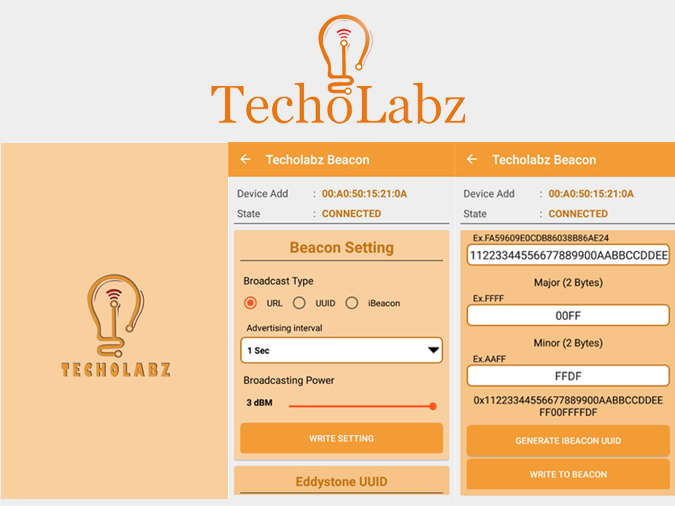 TechoLabz
TECHOLABZ
Techolabz Beacon
Device Add : 00:A0:50:15:21:0A
State : CONNECTED
Beacon Setting
Broadcast Type
URL UUID iBeacon
Advertising interval
1 Sec
Broadcasting Power
3 dBM
WRITE SETTING
Eddystone UUID
Techolabz Beacon
Device Add : 00:A0:50:15:21:0A
State : CONNECTED
Ex.FA59609E0CDB86038B86AE24
11223344556677889900AABBCCDDEE
Major (2 Bytes)
Ex.FFFF
00FF
Minor (2 Bytes)
Ex.AAFF
FFDF
0x11223344556677889900AABBCCDDEE
FF00FFFFDF
GENERATE IBEACON UUID
WRITE TO BEACON